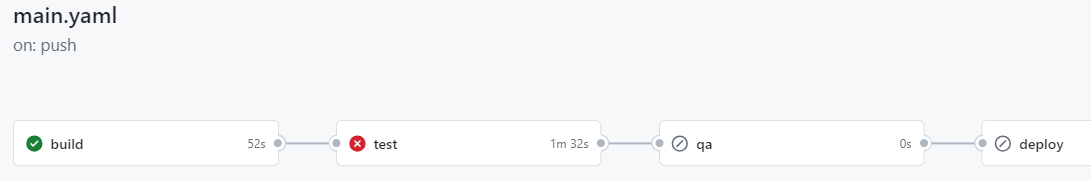 main.yaml
on: push
build 52s test 1m 32s qa 0s deploy